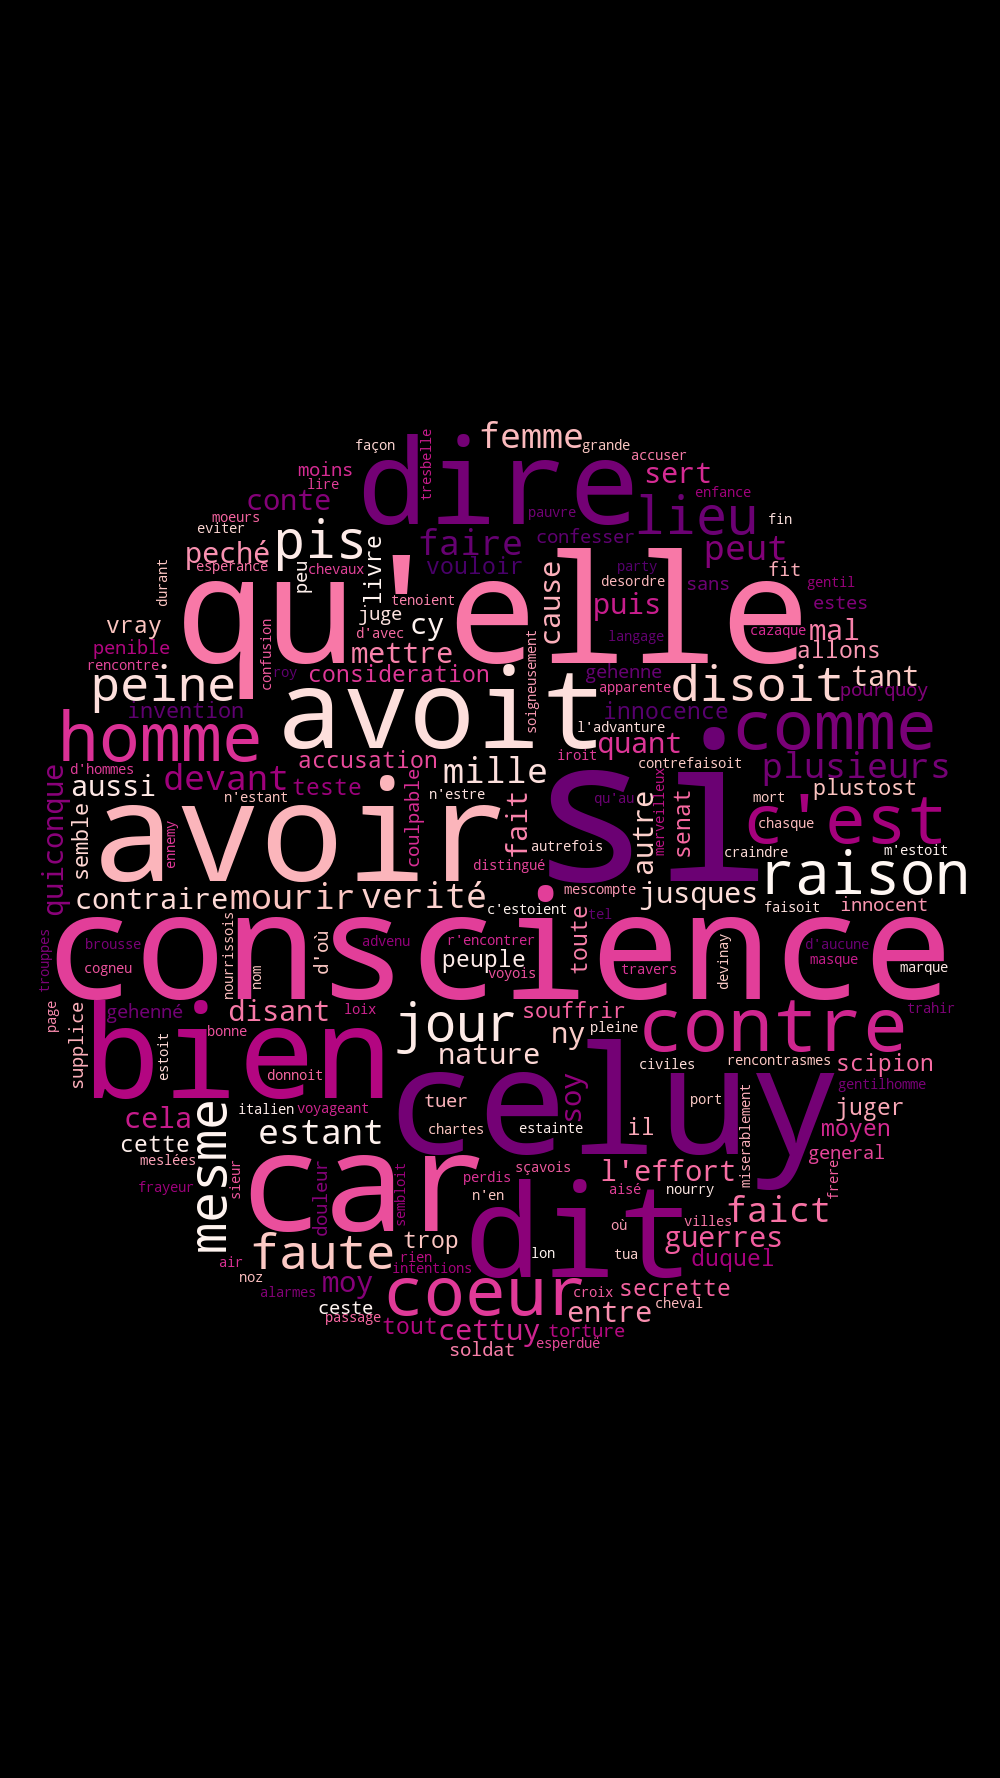 femme
dire
façon
grande
accuser
tresbelle
moins
sert
lire
conte
enfance
moeurs
pauvre
lieu
fin
eviter
pis
faire
confesser
peché
peut
livre
vouloir
cause
esperance
chevaux
peu
party
fit
durant
qu'elle
desordre
sans
gentil
tenoient
puis
estes
juge
cy
vray
d'avec
langage
cazaque
mal
penible
confusion
mettre
soigneusement
allons
rencontre
roy
consideration
gehenne
peine
apparente
disoit
tant
pourquoy
invention
avoit
innocence
l'advanture
comme
homme
quant
iroit
accusation
contrefaisoit
d'hommes
mille
plusieurs
aussi
devant
teste
si
plustost
n'estant
n'estre
qu'au
mort
quiconque
semble
avoir
coulpable
fait
autre
merveilleux
senat
c'est
chasque
ennemy
autrefois
m'estoit
distingué
craindre
raison
contraire
mourir
verité
mescompte
jusques
innocent
c'estoient
faisoit
tel
conscience
trouppes
brousse
nourrissois
d'où
advenu
r'encontrer
toute
d'aucune
cogneu
nom
peuple
voyois
travers
devinay
masque
marque
page
supplice
gehenné
disant
loix
souffrir
trahir
bien
bonne
jour
ny
pleine
contre
estoit
nature
civiles
rencontrasmes
scipion
donnoit
celuy
soy
gentilhomme
italien
voyageant
tuer
port
miserablement
juger
cela
mesme
chartes
estainte
il
moyen
cette
estant
general
meslées
car
sçavois
l'effort
frere
frayeur
sieur
douleur
sembloit
perdis
aisé
nourry
n'en
dit
faict
villes
où
guerres
faute
trop
lon
tua
duquel
air
rien
noz
intentions
moy
alarmes
coeur
croix
secrette
ceste
entre
cheval
passage
tout
cettuy
torture
soldat
esperduë